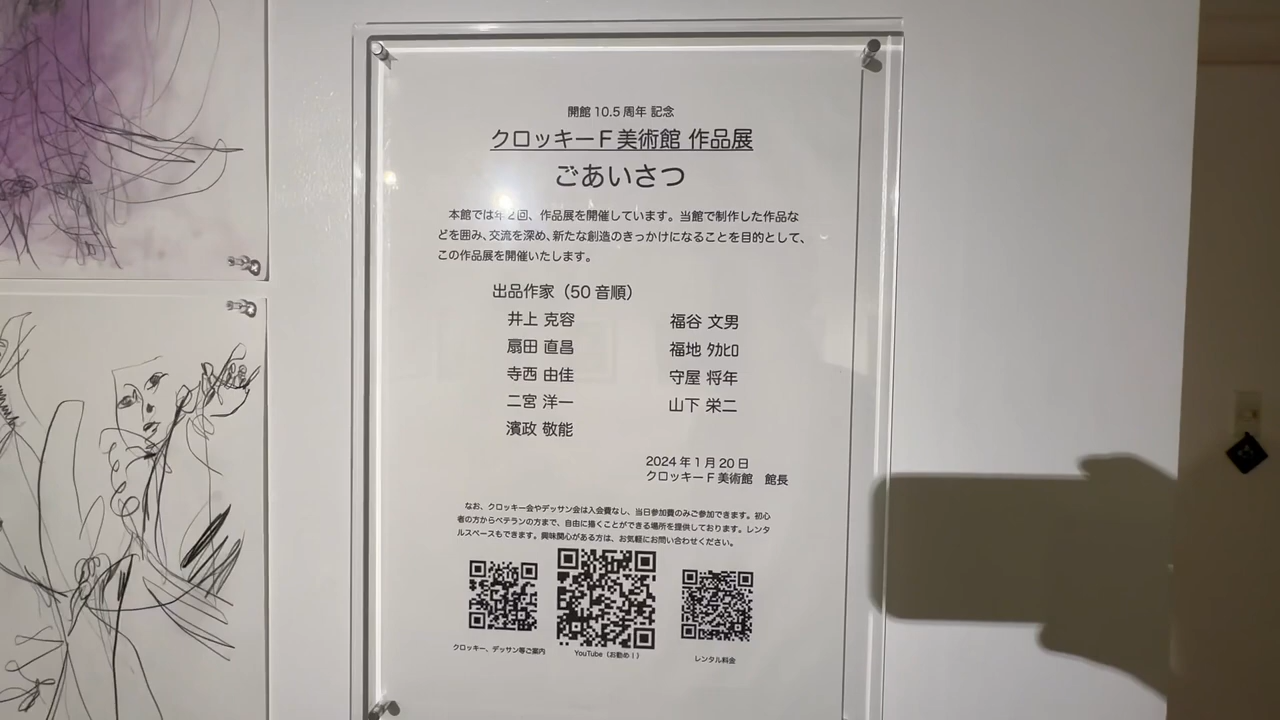 開館 10.5 周年 記念
クロッキーF美術館 作品展
ごあいさつ
本館では年2回、作品展を開催しています。当館で制作した作品な
どを囲み、交流を深め、新たな創造のきっかけになることを目的として、
この作品展を開催いたします。
出品作家（50 音順）
井上 克容
扇田 直昌
寺西 由佳
二宮 洋一
濱政 敬能
福谷 文男
福地 タカヒロ
守屋 将年
山下 栄二
2024 年 1 月 20 日
クロッキーF美術館　館長
なお、クロッキー会やデッサン会は入会費なし、当日参加費のみご参加できます。初心
者の方からベテランの方まで、自由に描くことができる場所を提供しております。レンタ
ルスペースもできます。興味関心がある方は、お気軽にお問い合わせください。
クロッキー、デッサン等ご案内
YouTube（お勧め！）
レンタル料金